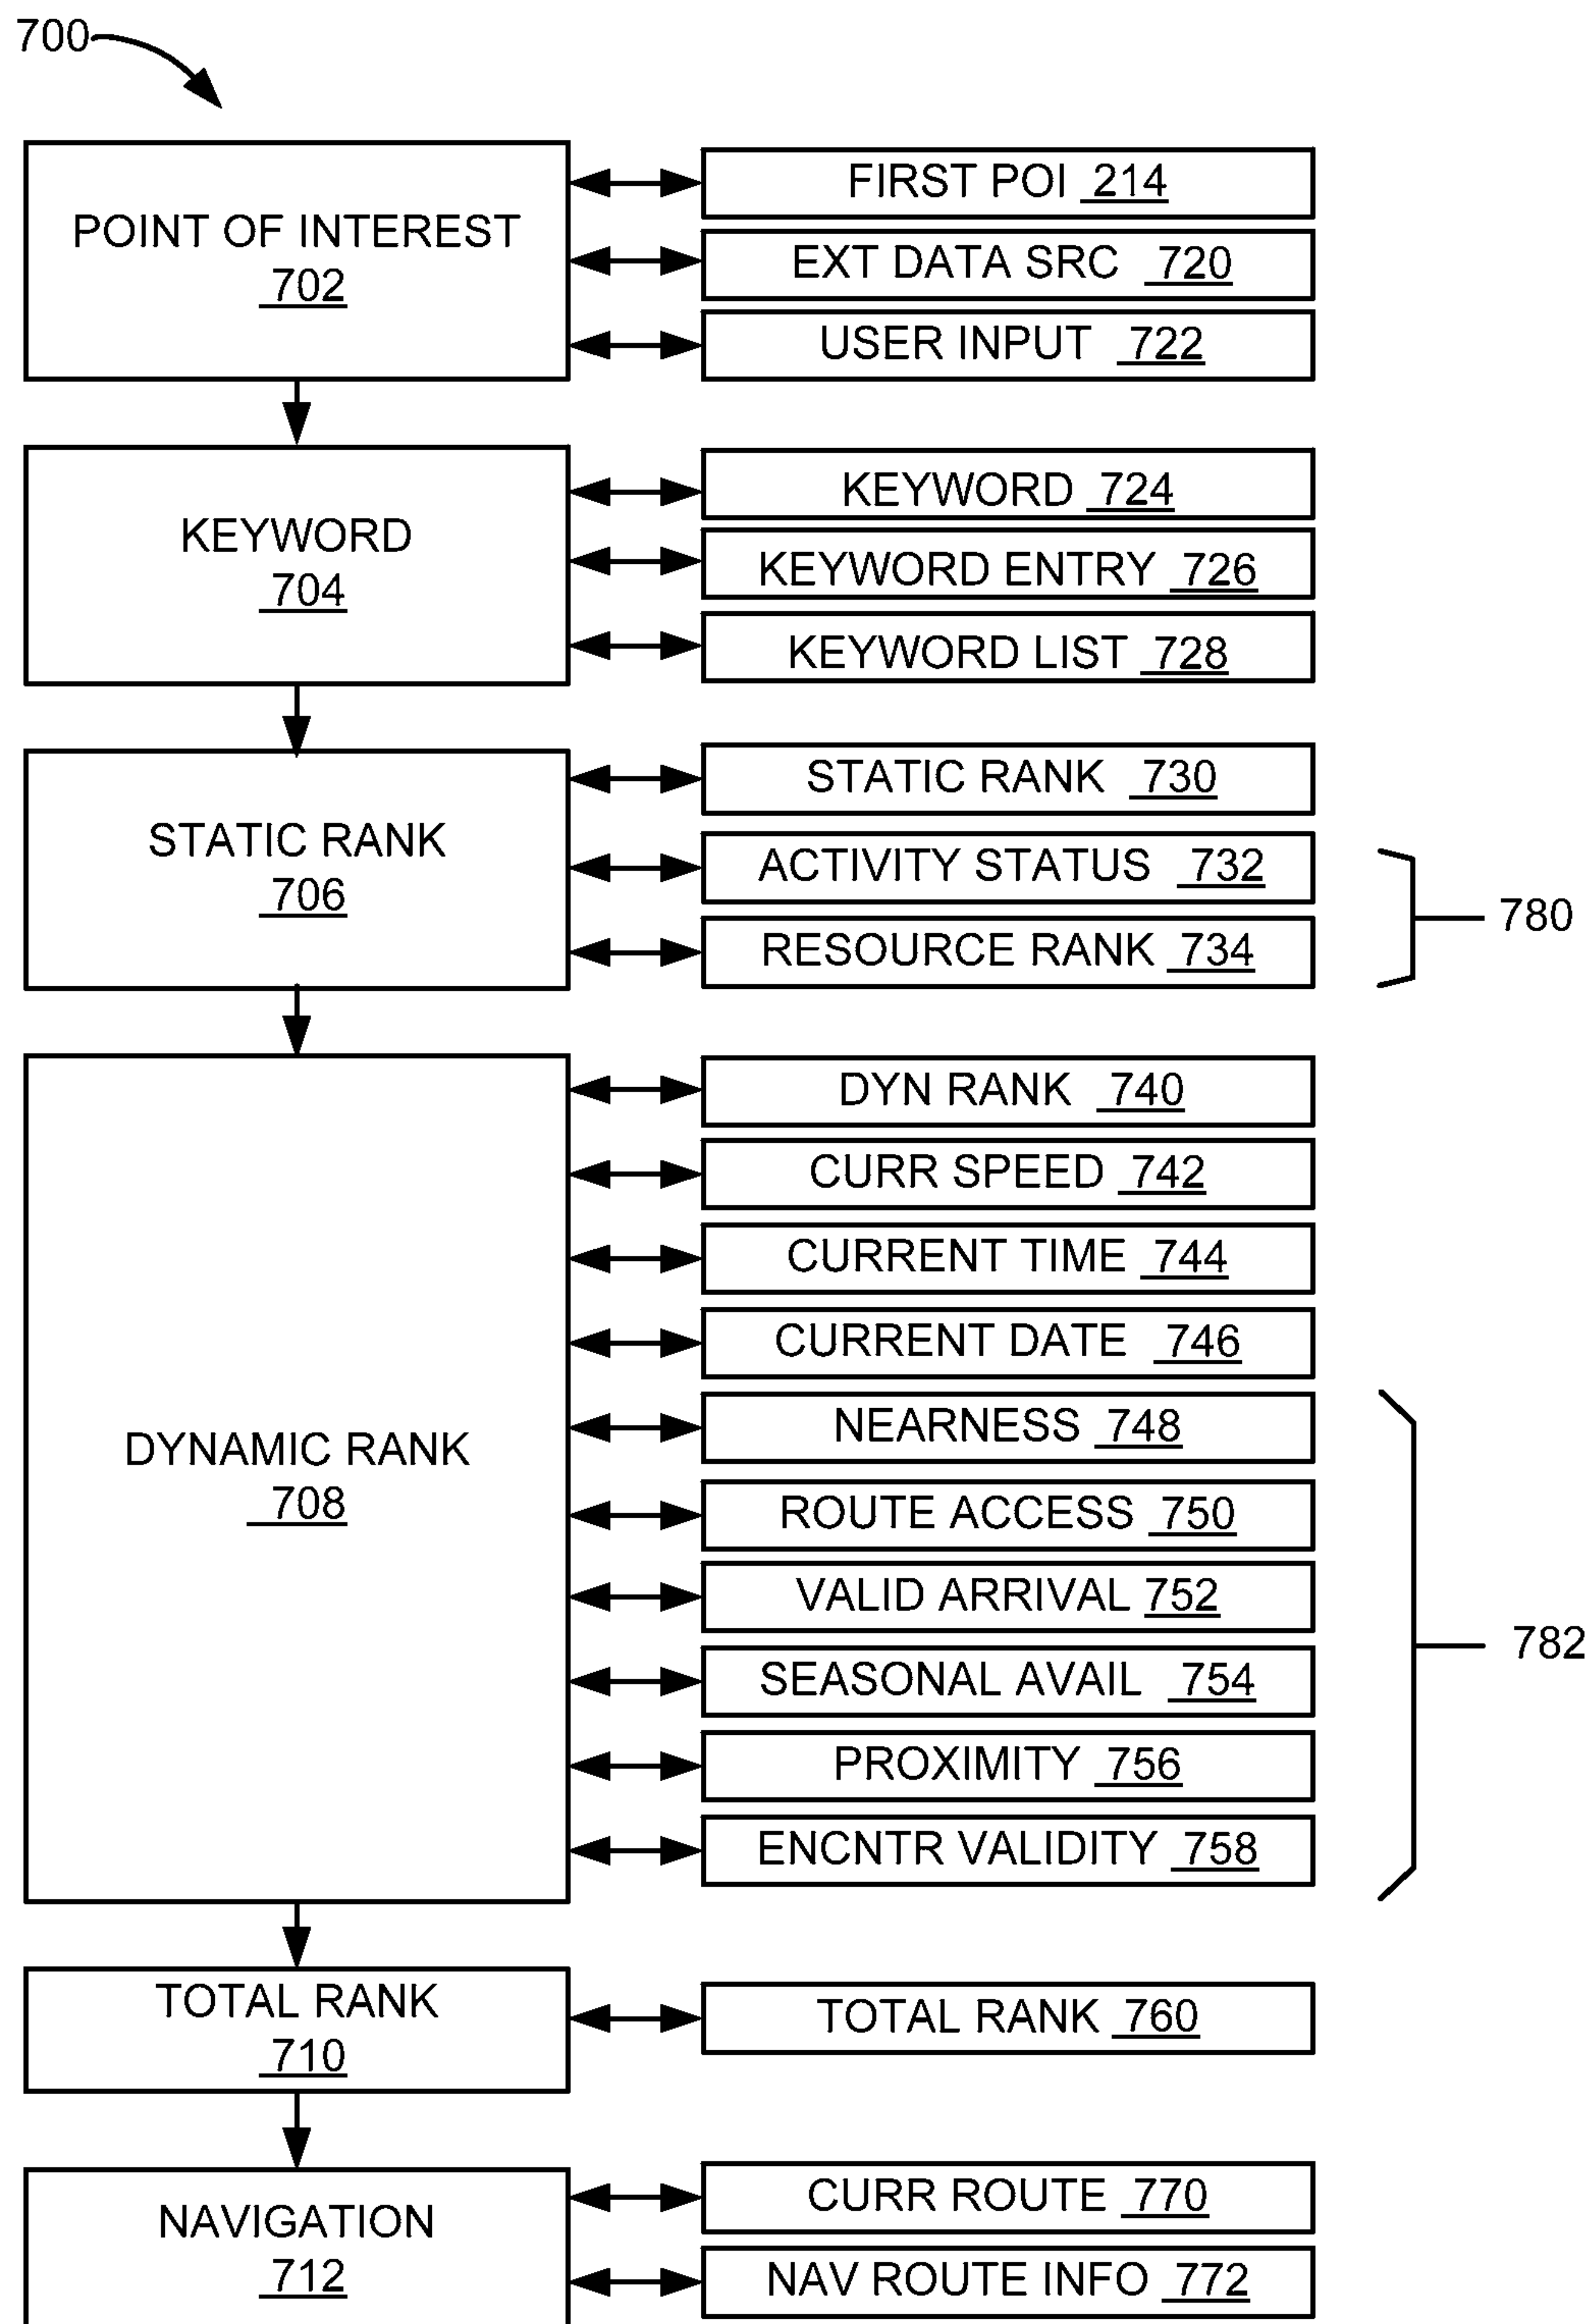 700
POINT OF INTEREST
702
FIRST POI 214
EXT DATA SRC 720
USER INPUT 722
KEYWORD
704
KEYWORD 724
KEYWORD ENTRY 726
KEYWORD LIST 728
STATIC RANK
706
STATIC RANK 730
ACTIVITY STATUS 732
RESOURCE RANK 734
780
DYNAMIC RANK
708
DYN RANK 740
CURR SPEED 742
CURRENT TIME 744
CURRENT DATE 746
NEARNESS 748
ROUTE ACCESS 750
VALID ARRIVAL 752
SEASONAL AVAIL 754
PROXIMITY 756
ENCNTR VALIDITY 758
782
TOTAL RANK
710
TOTAL RANK 760
NAVIGATION
712
CURR ROUTE 770
NAV ROUTE INFO 772